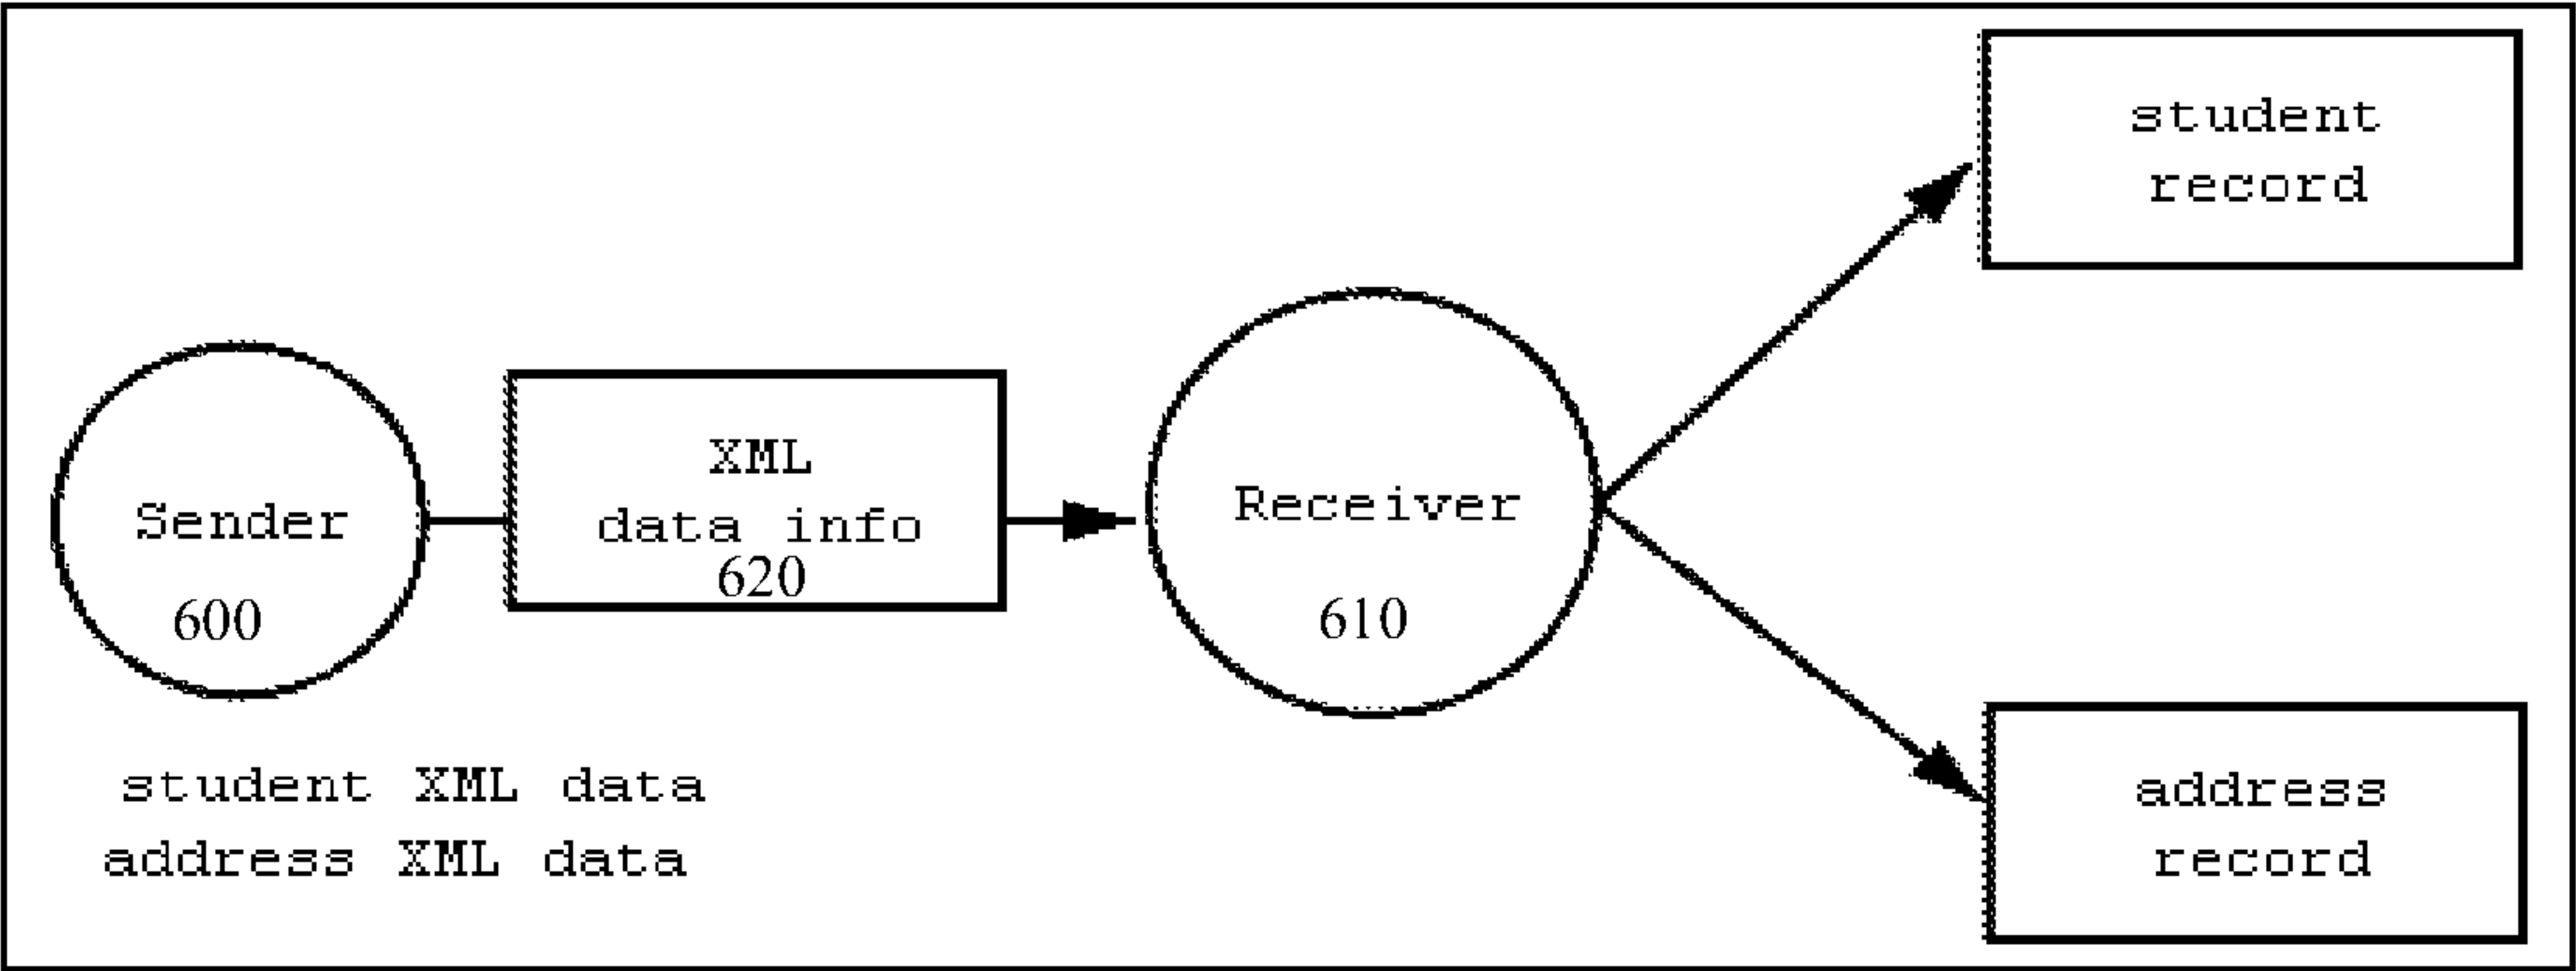 student
record
XML
data info
620
Sender
600
Receiver
610
student XML data
address XML data
address
record